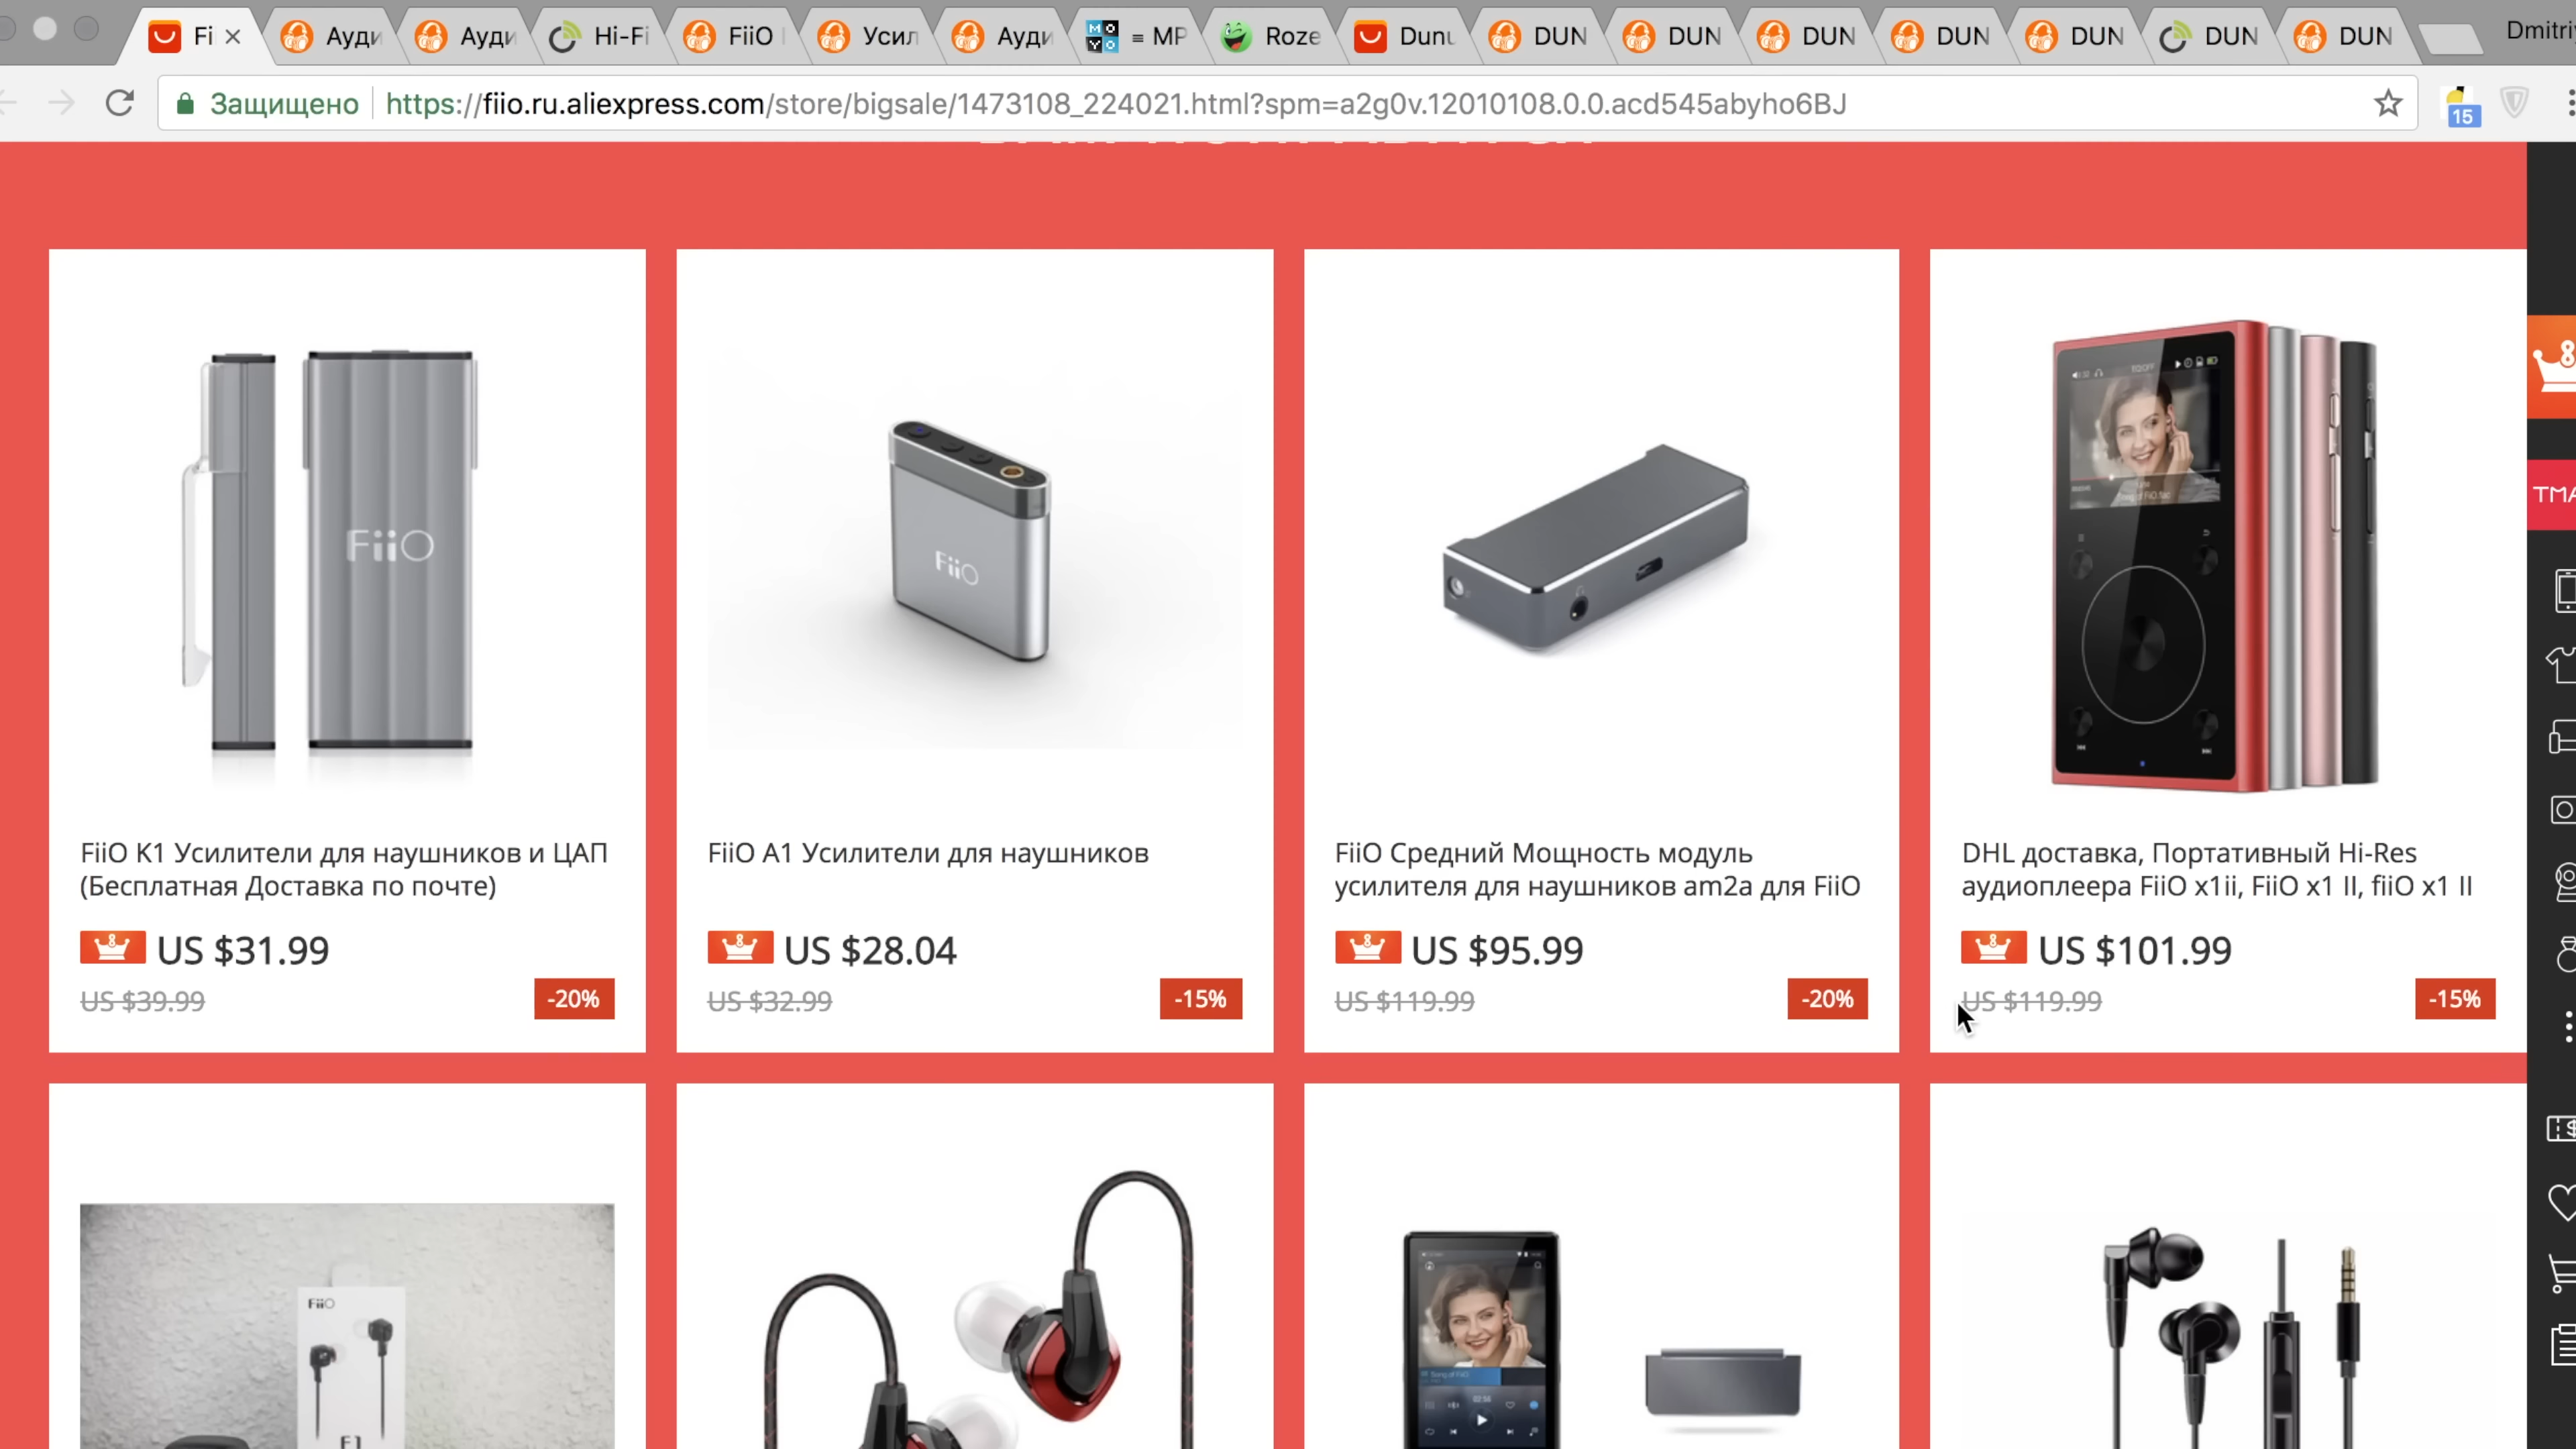 Fi
Ауди
Ауди
Hi-Fi
FiiO
Усил
Ауди
MP
Roze
Dunu
DUN
DUN
DUN
DUN
DUN
DUN
DUN
Dmitriy
Защищено
https://fiio.ru.aliexpress.com/store/bigsale/1473108_224021.html?spm=a2g0v.12010108.0.0.acd545abyho6BJ
15
FiiO
FiiO
8
TMA
FiiO K1 Усилители для наушников и ЦАП
(Бесплатная Доставка по почте)
US $31.99
US $39.99
-20%
FiiO A1 Усилители для наушников
US $28.04
US $32.99
-15%
FiiO Средний Мощность модуль
усилителя для наушников am2a для FiiO
US $95.99
US $119.99
-20%
DHL доставка, Портативный Hi-Res
аудиоплеера FiiO x1ii, FiiO x1 II, fiiO x1 II
US $101.99
US $119.99
-15%
FiiO